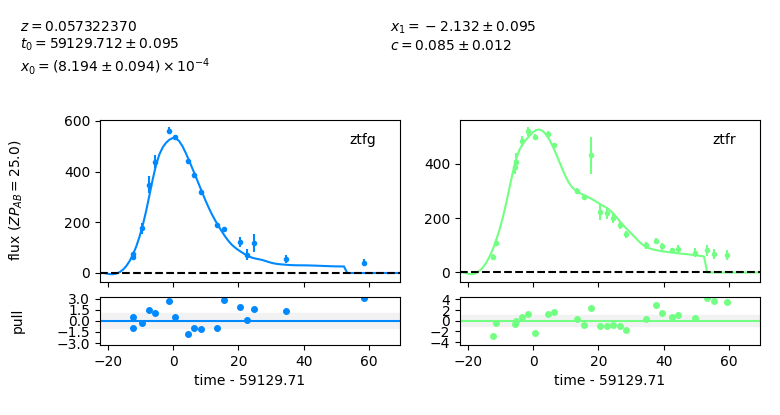 z = 0.057322370
t₀ = 59129.712 ± 0.095
x₀ = (8.194 ± 0.094) × 10⁻⁴
x₁ = −2.132 ± 0.095
c = 0.085 ± 0.012
flux (ZP_AB = 25.0)
600
400
200
0
ztfg
400
200
0
ztfr
pull
3.0
1.5
0.0
−1.5
−3.0
−20 0 20 40 60
time - 59129.71
4
2
0
−2
−4
−20 0 20 40 60
time - 59129.71